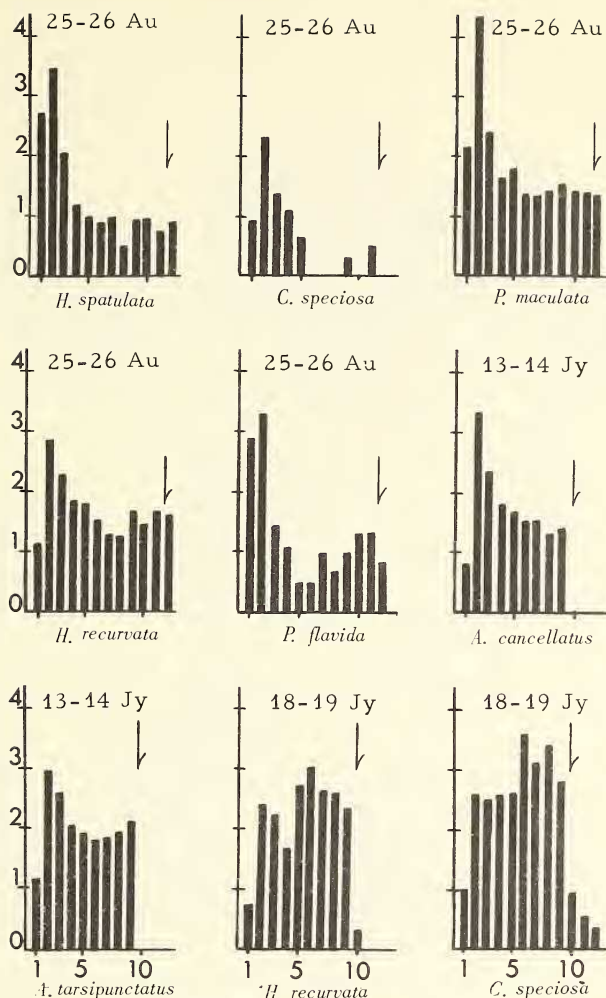 25-26 Au
25-26 Au
25-26 Au
4
3
2
1
0
H. spatulata
C. speciosa
P. maculata
25-26 Au
25-26 Au
13-14 Jy
4
3
2
1
0
H. recurvata
P. flavida
A. cancellatus
13-14 Jy
18-19 Jy
18-19 Jy
4
3
2
1
0
1 5 10
1 5 10
1 5 10
A. tarsipunctatus
H. recurvata
C. speciosa